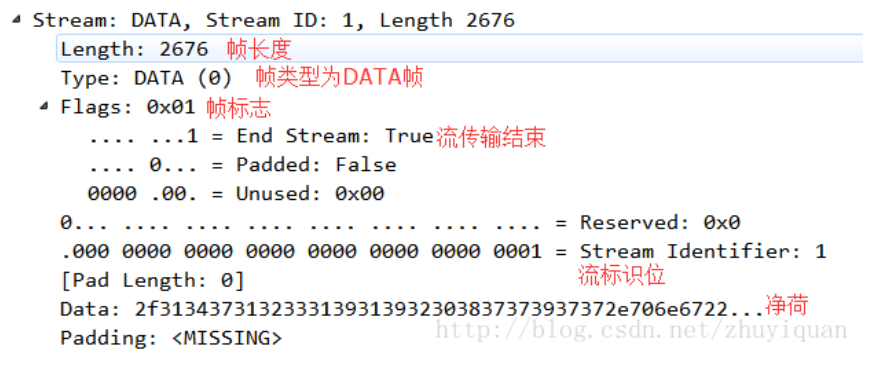 Stream: DATA, Stream ID: 1, Length 2676
Length: 2676 帧长度
Type: DATA (0) 帧类型为DATA帧
Flags: 0x01 帧标志
.... ...1 = End Stream: True流传输结束
.... 0... = Padded: False
0000 .00. = Unused: 0x00
0... .... .... .... .... .... .... .... = Reserved: 0x0
.000 0000 0000 0000 0000 0000 0000 0001 = Stream Identifier: 1
[Pad Length: 0] 流标识位
Data: 2f3134373132333139313932303837373937372e706e6722...净荷
http://blog.csdn.net/zhuyiquan
Padding: <MISSING>